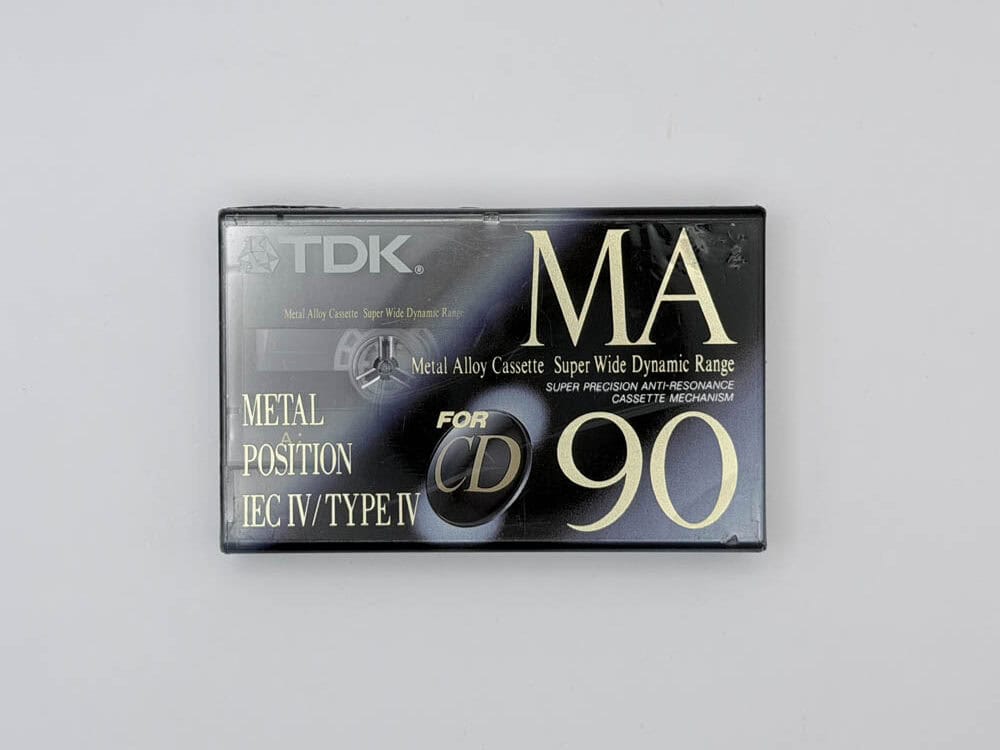 TDK®
MA
Metal Alloy Cassette Super Wide Dynamic Range
Metal Alloy Cassette Super Wide Dynamic Range
SUPER PRECISION ANTI-RESONANCE
CASSETTE MECHANISM
METAL
POSITION
IEC IV/TYPE IV
FOR
CD
90
A